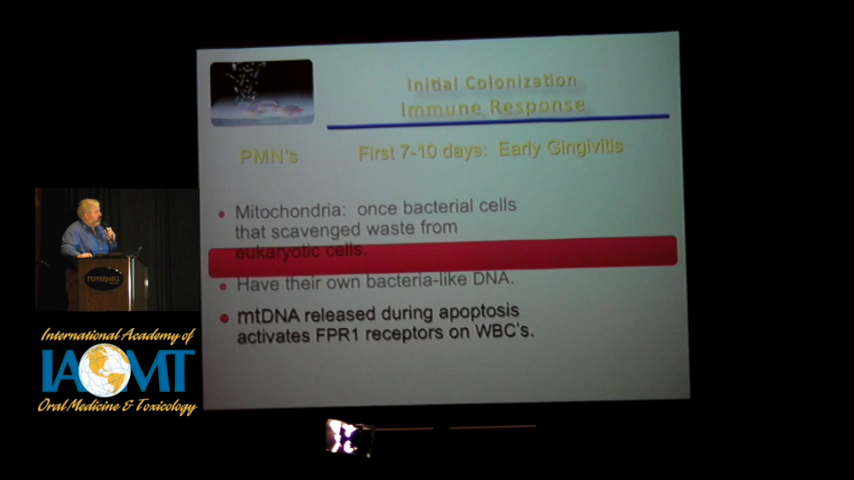 Initial Colonization
Immune Response
PMN's
First 7-10 days: Early Gingivitis
Mitochondria: once bacterial cells
that scavenged waste from
eukaryotic cells.
Have their own bacteria-like DNA.
mtDNA released during apoptosis
activates FPR1 receptors on WBC's.
PEPPERMILL
International Academy of
IAOMT
Oral Medicine & Toxicology